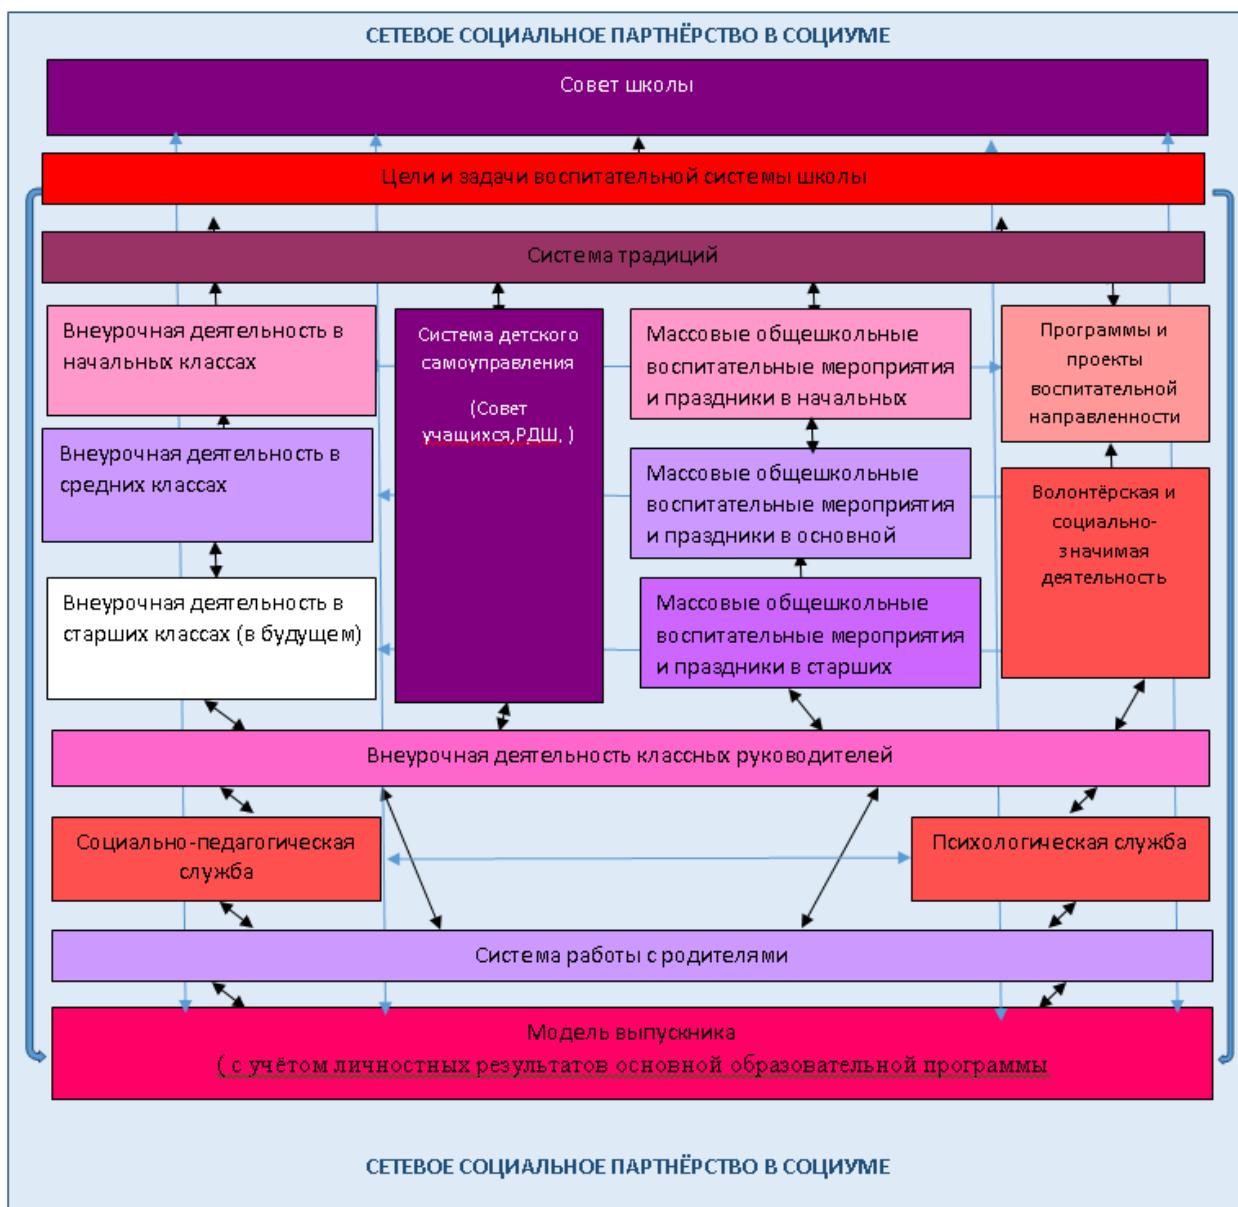 СЕТЕВОЕ СОЦИАЛЬНОЕ ПАРТНЁРСТВО В СОЦИУМЕ
Совет школы
Цели и задачи воспитательной системы школы
Система традиций
Внеурочная деятельность в
начальных классах
Система детского
самоуправления
(Совет
учащихся,РДШ, )
Массовые общешкольные
воспитательные мероприятия
и праздники в начальных
Программы и
проекты
воспитательной
направленности
Внеурочная деятельность в
средних классах
Массовые общешкольные
воспитательные мероприятия
и праздники в основной
Волонтёрская и
социально-
значимая
деятельность
Внеурочная деятельность в
старших классах (в будущем)
Массовые общешкольные
воспитательные мероприятия
и праздники в старших
Внеурочная деятельность классных руководителей
Социально-педагогическая
служба
Психологическая служба
Система работы с родителями
Модель выпускника
( с учётом личностных результатов основной образовательной программы
СЕТЕВОЕ СОЦИАЛЬНОЕ ПАРТНЁРСТВО В СОЦИУМЕ